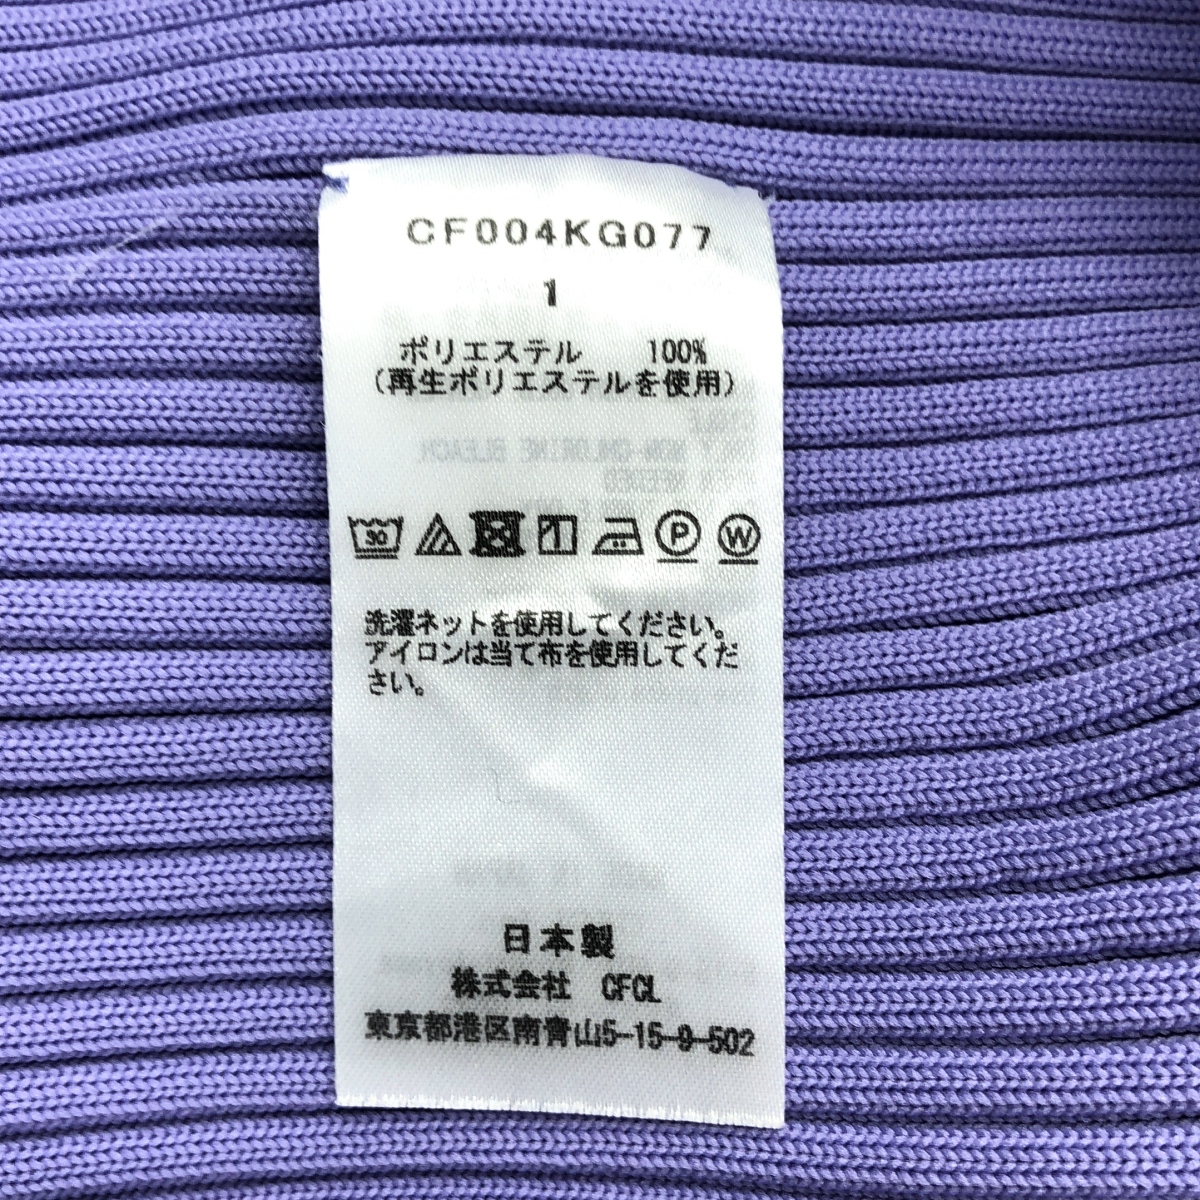 CF004KG077
1
ポリエステル 100%
（再生ポリエステルを使用）
30 P W
洗濯ネットを使用してください。
アイロンは当て布を使用してくだ
さい。
日本製
株式会社 CFCL
東京都港区南青山5-15-9-502